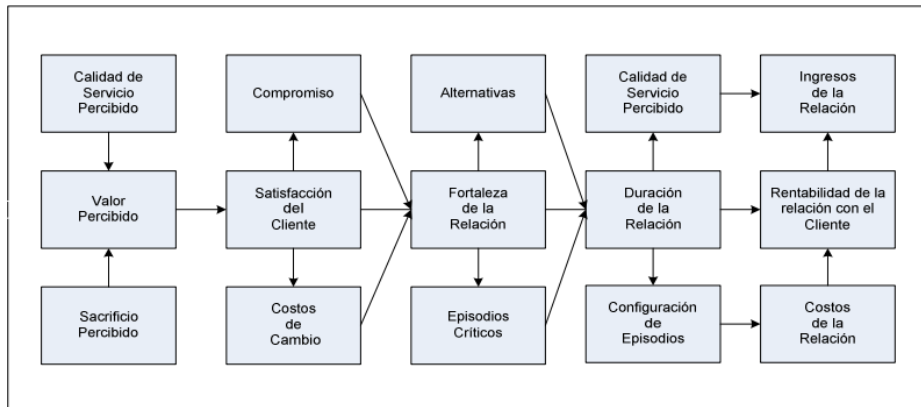 Calidad de
Servicio
Percibido
Compromiso
Alternativas
Calidad de
Servicio
Percibido
Ingresos
de la
Relación
Valor
Percibido
Satisfacción
del
Cliente
Fortaleza
de la
Relación
Duración
de la
Relación
Rentabilidad de la
relación con el
Cliente
Sacrificio
Percibido
Costos
de
Cambio
Episodios
Críticos
Configuración
de
Episodios
Costos
de la
Relación